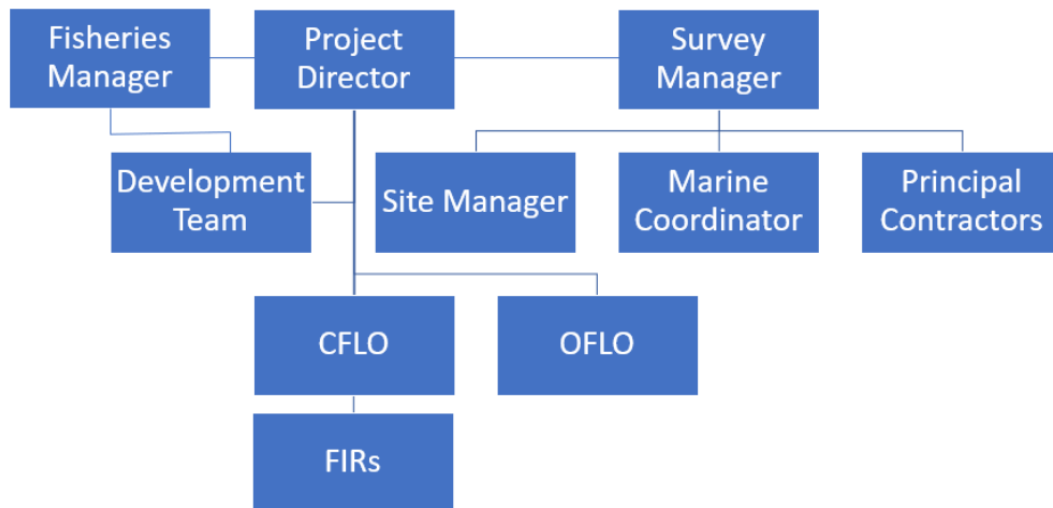 Fisheries
Manager
Project
Director
Survey
Manager
Development
Team
Site Manager
Marine
Coordinator
Principal
Contractors
CFLO
OFLO
FIRs